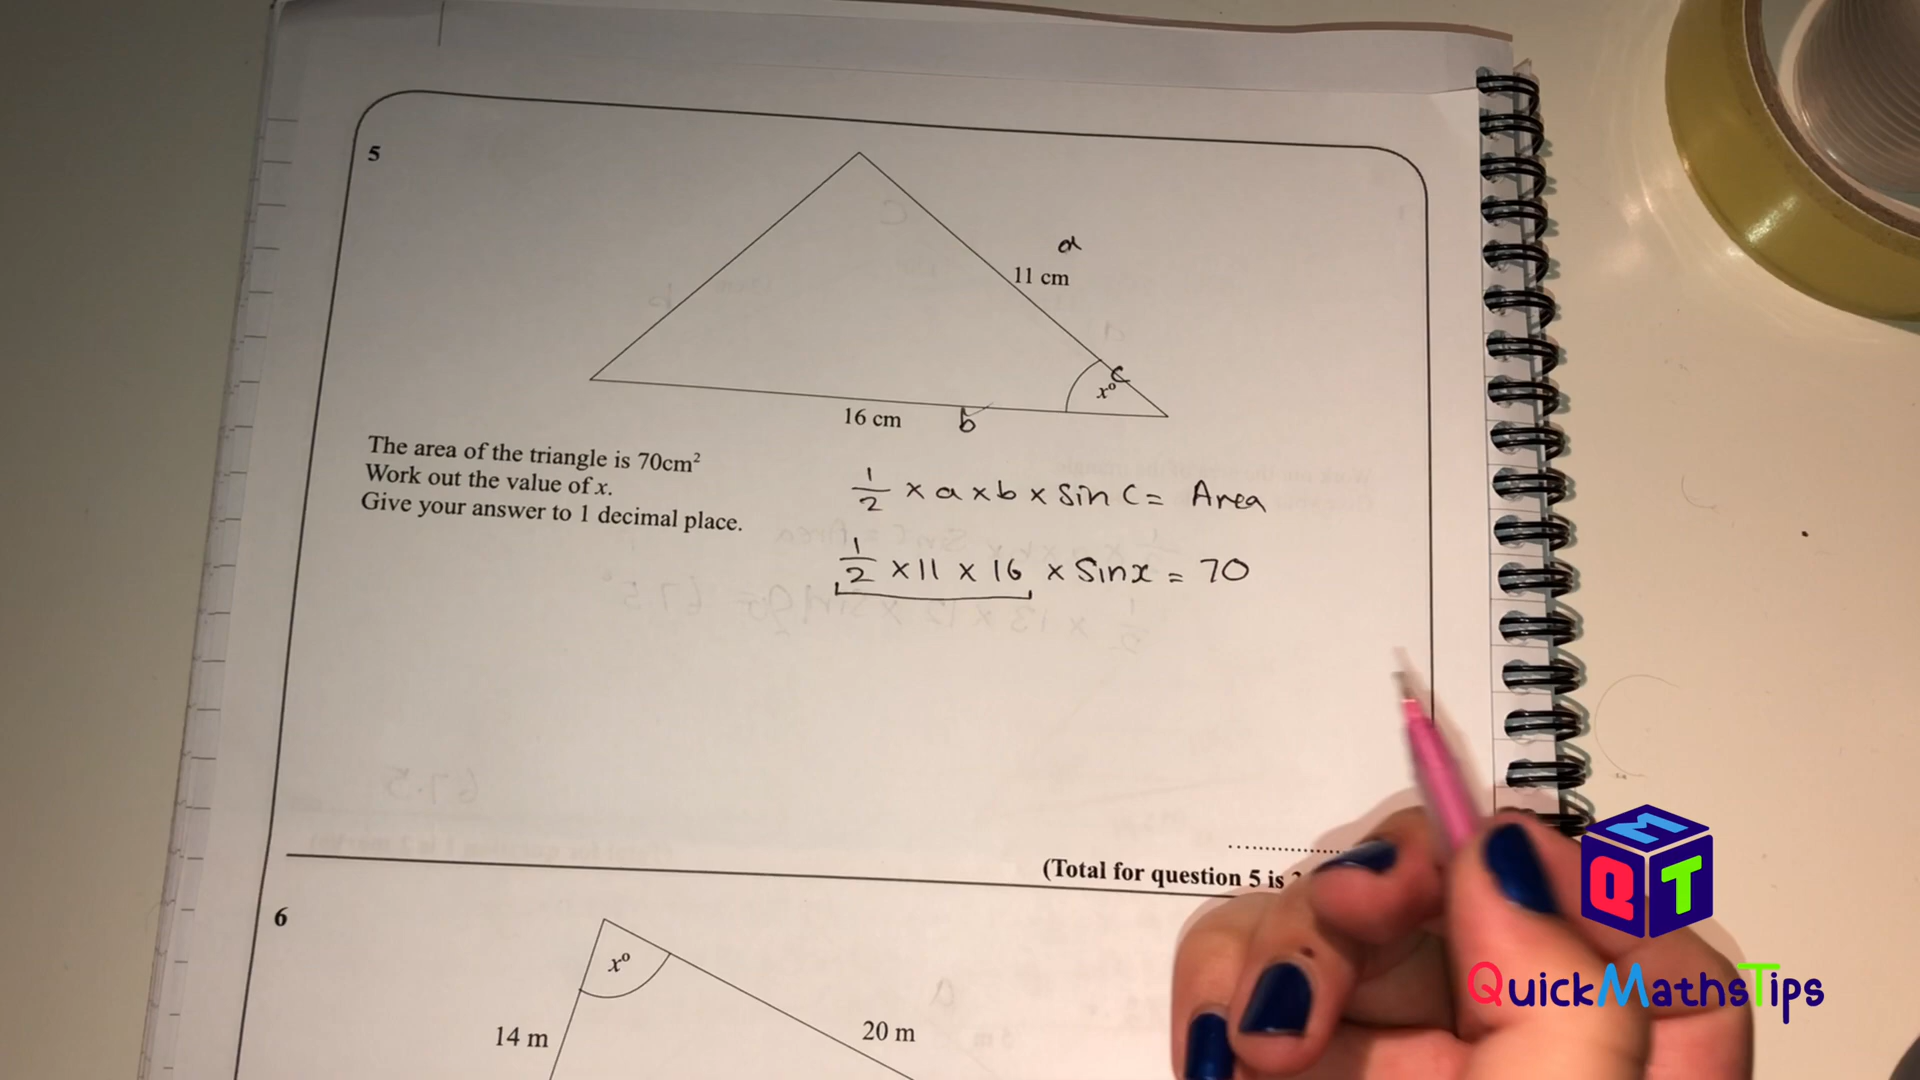 5
a
11 cm
c
x°
16 cm
b
The area of the triangle is 70cm²
Work out the value of x.
Give your answer to 1 decimal place.
1/2 × a × b × Sin C = Area
1/2 × 11 × 16 × Sinx = 70
(Total for question 5 is
6
x°
14 m
20 m
M
Q T
QuickMathsTips